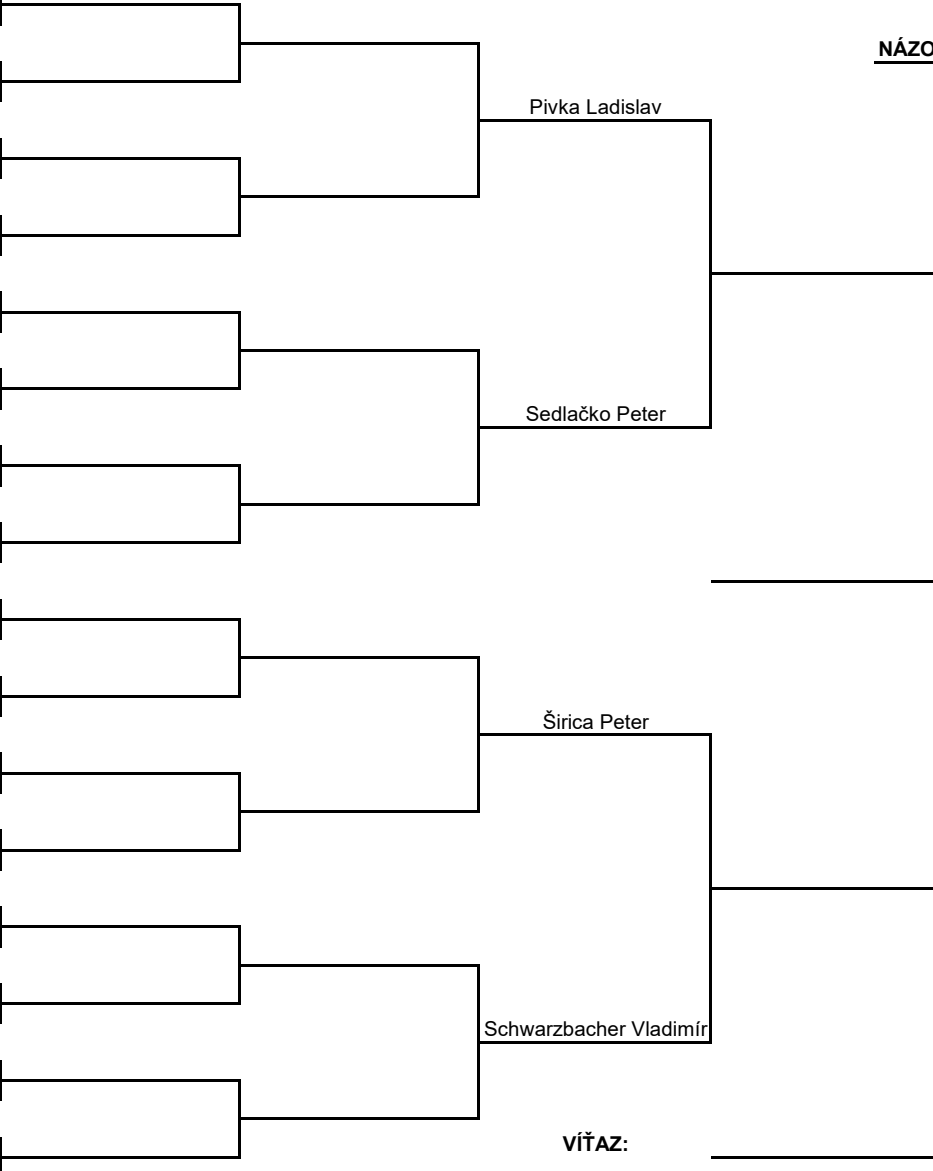 NÁZO
Pivka Ladislav
Sedlačko Peter
Širica Peter
Schwarzbacher Vladimír
VÍŤAZ: